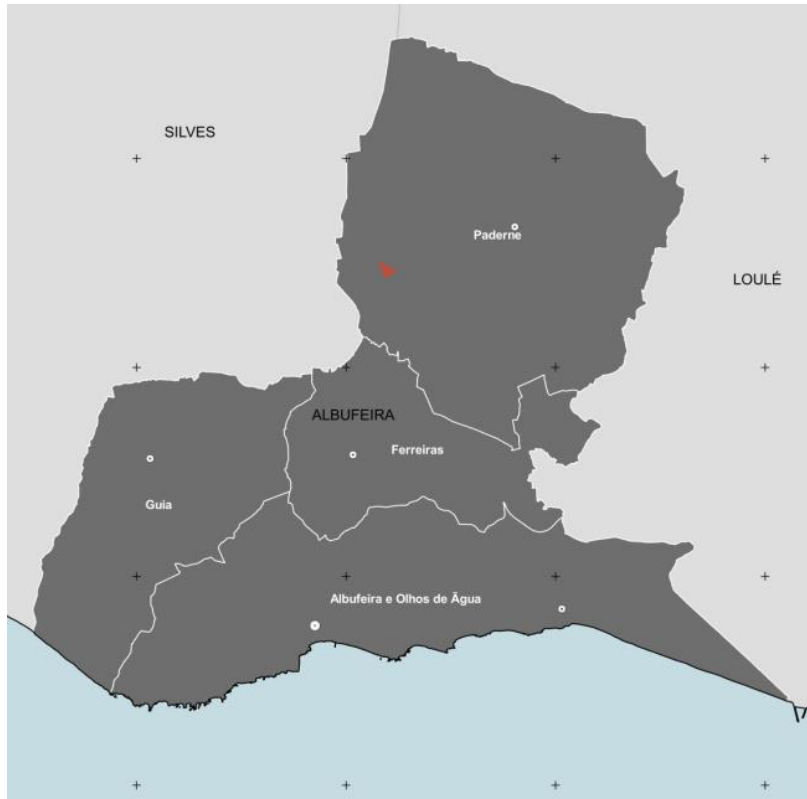 SILVES
Paderne
LOULÉ
ALBUFEIRA
Ferreiras
Guia
Albufeira e Olhos de Água